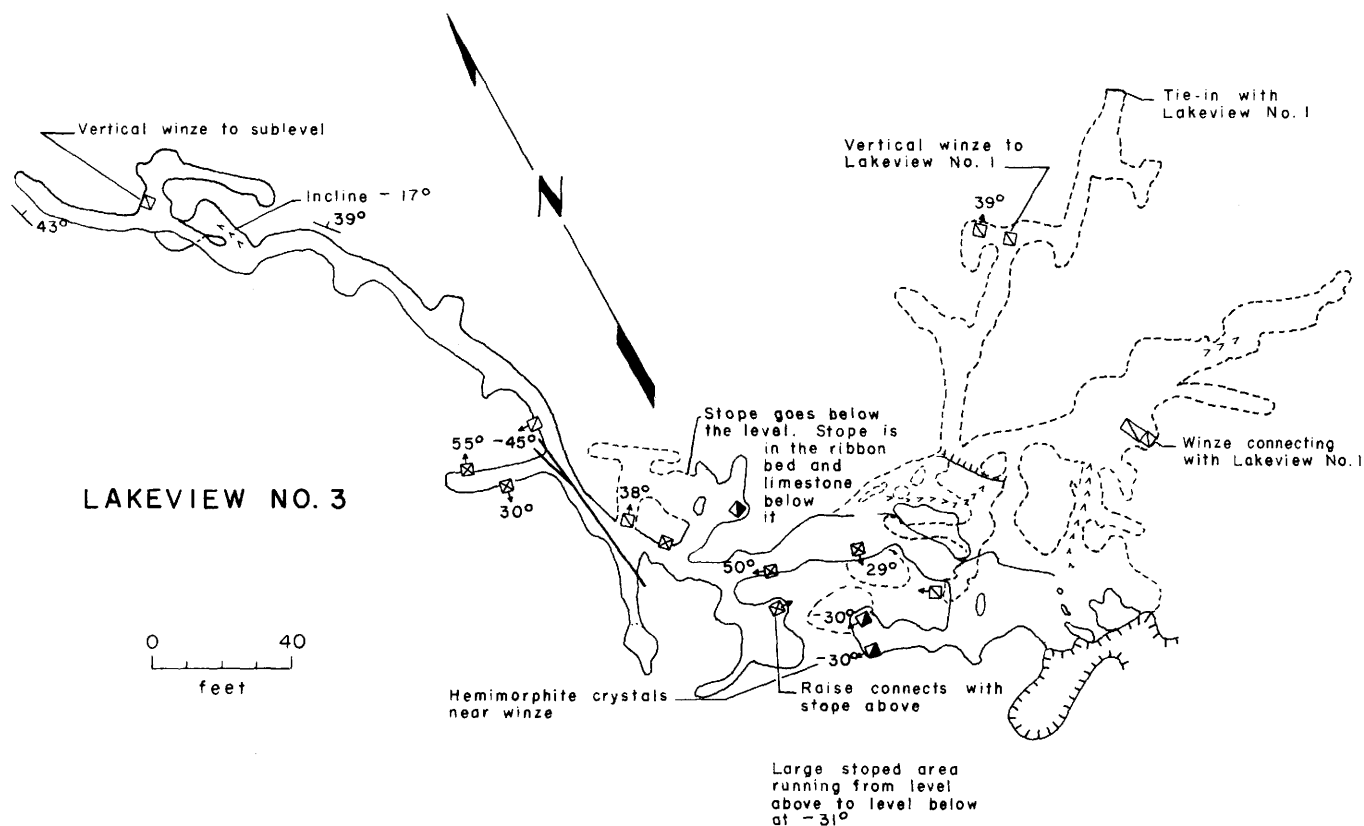 Vertical winze to sublevel
Incline - 17°
43°
39°
N
Tie-in with
Lakeview No. 1
Vertical winze to
Lakeview No. 1
39°
Stope goes below
the level. Stope is
in the ribbon
bed and
limestone
below
it
Winze connecting
with Lakeview No. 1
55°
-45°
30°
38°
LAKEVIEW NO. 3
50°
29°
-30°
-30°
0 40
feet
Hemimorphite crystals
near winze
Raise connects with
stope above
Large stoped area
running from level
above to level below
at -31°